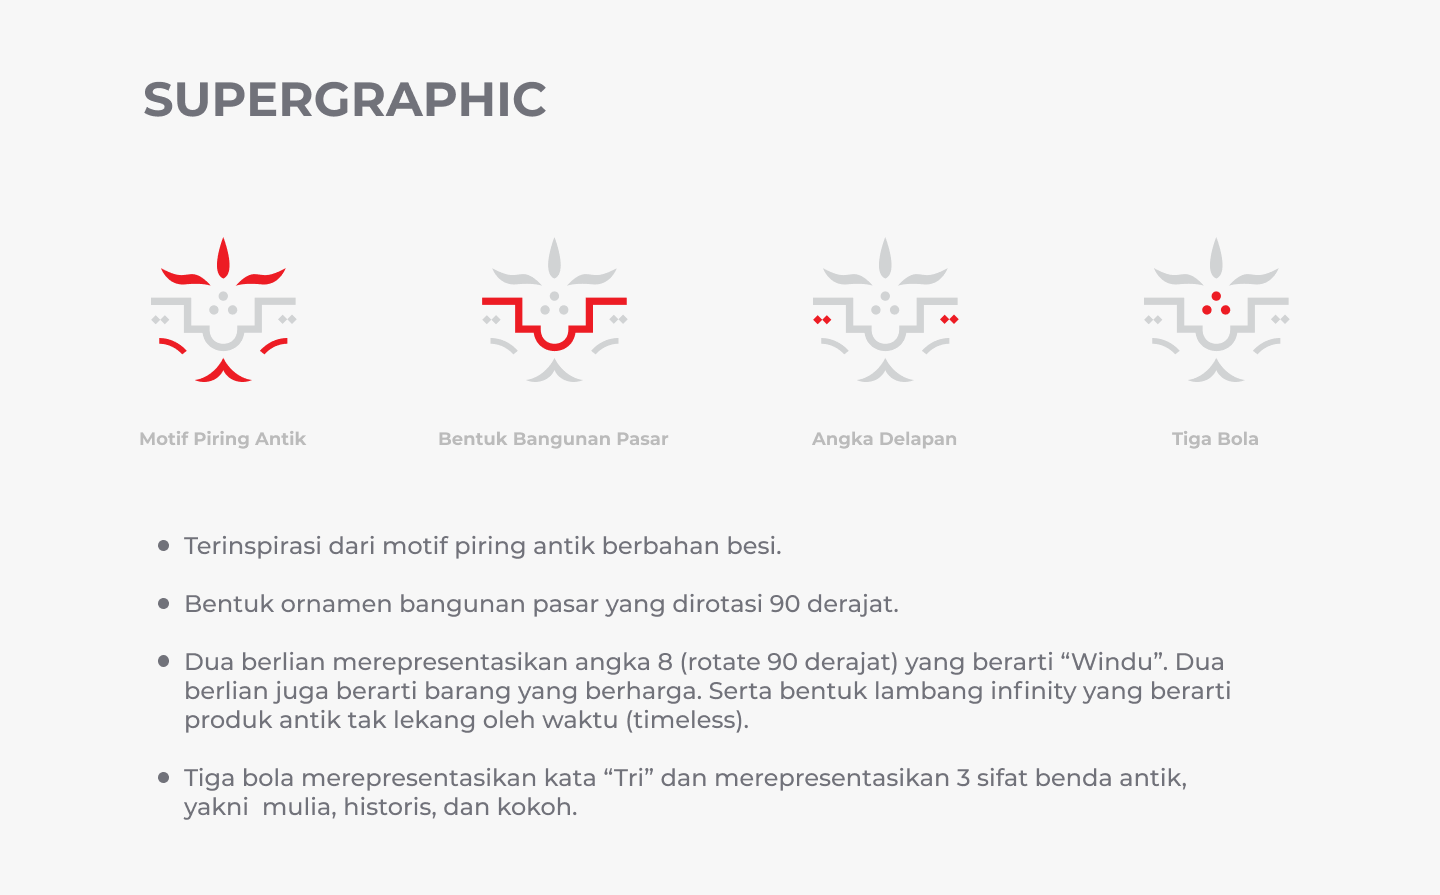 SUPERGRAPHIC
Motif Piring Antik
Bentuk Bangunan Pasar
Angka Delapan
Tiga Bola
● Terinspirasi dari motif piring antik berbahan besi.
● Bentuk ornamen bangunan pasar yang dirotasi 90 derajat.
● Dua berlian merepresentasikan angka 8 (rotate 90 derajat) yang berarti “Windu”. Dua
berlian juga berarti barang yang berharga. Serta bentuk lambang infinity yang berarti
produk antik tak lekang oleh waktu (timeless).
● Tiga bola merepresentasikan kata “Tri” dan merepresentasikan 3 sifat benda antik,
yakni  mulia, historis, dan kokoh.